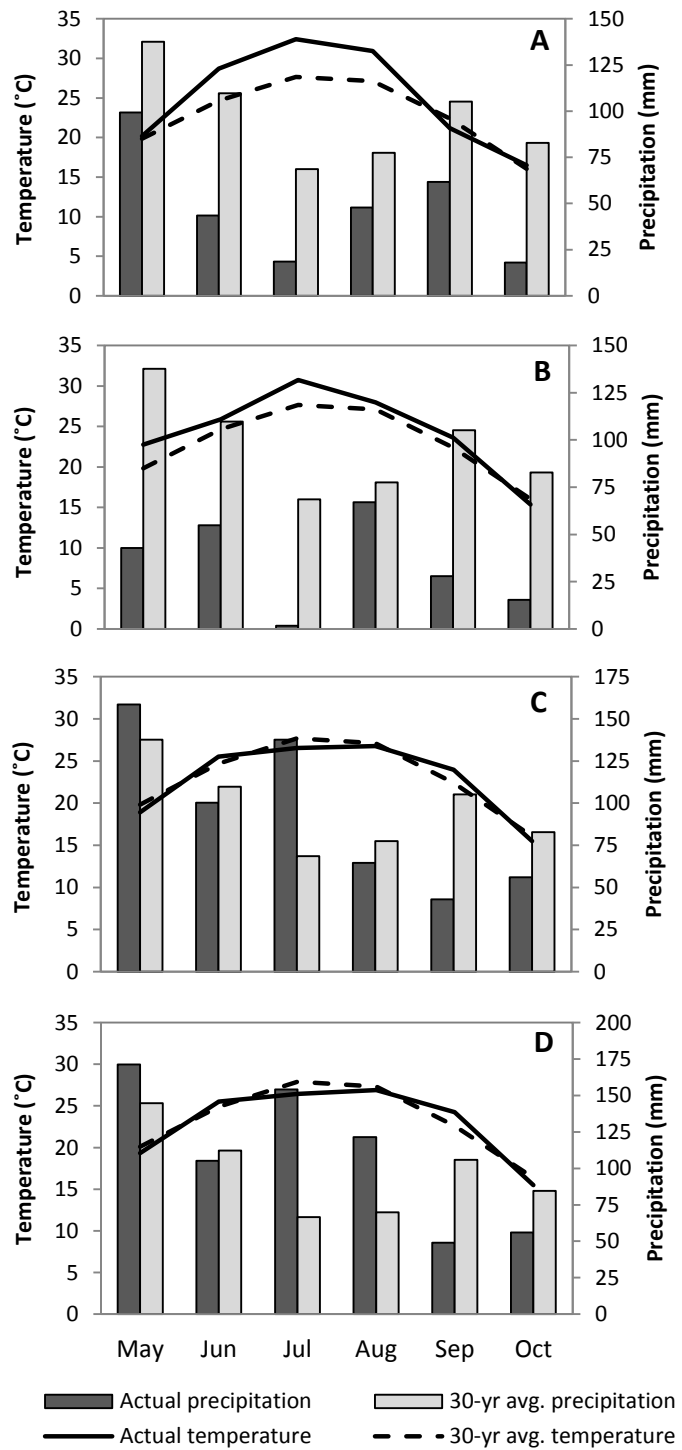 A
35 150
30 125
25
100
20
75
15
50
10
5 25
0 0
Temperature (˚C)
Precipitation (mm)
B
35 150
30 125
25
100
20
75
15
50
10
5 25
0 0
Temperature (˚C)
Precipitation (mm)
C
35 175
30 150
25 125
20 100
15 75
10 50
5 25
0 0
Temperature (˚C)
Precipitation (mm)
D
35 200
30 175
25 150
20 125
100
15
75
10
50
5 25
0 0
Temperature (˚C)
Precipitation (mm)
May Jun Jul Aug Sep Oct
Actual precipitation 30-yr avg. precipitation
Actual temperature 30-yr avg. temperature